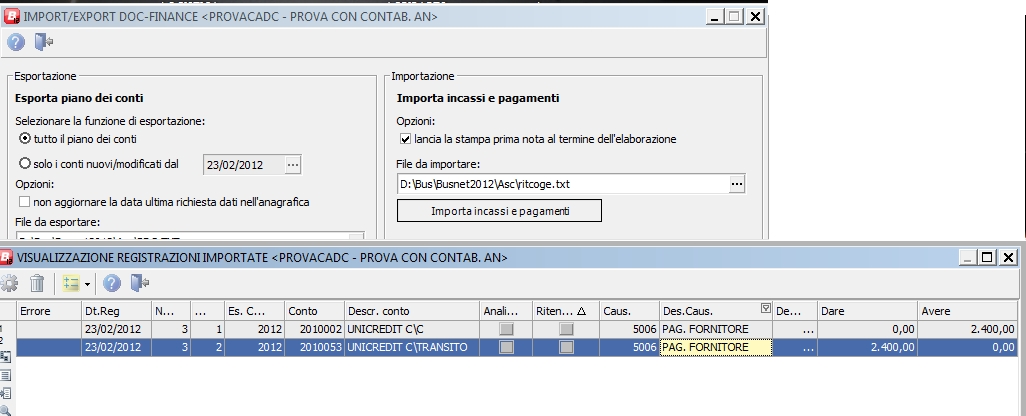 IMPORT/EXPORT DOC-FINANCE <PROVACADC - PROVA CON CONTAB. AN>
Esportazione
Esporta piano dei conti
Selezionare la funzione di esportazione:
tutto il piano dei conti
solo i conti nuovi/modificati dal 23/02/2012 ...
Opzioni:
non aggiornare la data ultima richiesta dati nell'anagrafica
File da esportare:
Importazione
Importa incassi e pagamenti
Opzioni:
lancia la stampa prima nota al termine dell'elaborazione
File da importare:
D:\Bus\Busnet2012\Asc\ritcoge.txt ...
Importa incassi e pagamenti
VISUALIZZAZIONE REGISTRAZIONI IMPORTATE <PROVACADC - PROVA CON CONTAB. AN>
Errore Dt.Reg N... ... Es. C... Conto Descr. conto Anali... Riten... Caus. Des.Caus. De... Dare Avere
23/02/2012 3 1 2012 2010002 UNICREDIT C\C 5006 PAG. FORNITORE ... 0,00 2.400,00
23/02/2012 3 2 2012 2010053 UNICREDIT C\TRANSITO 5006 PAG. FORNITORE ... 2.400,00 0,00